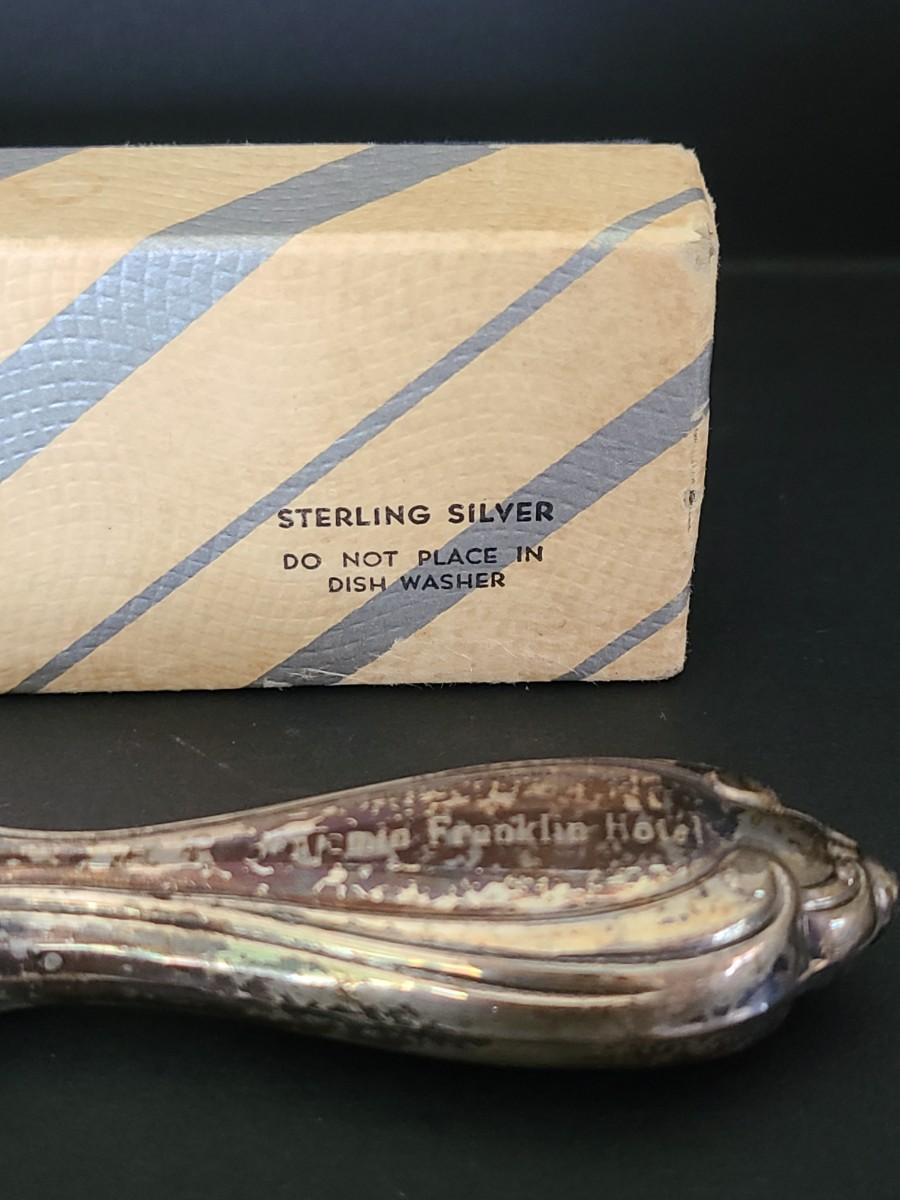 STERLING SILVER
DO NOT PLACE IN
DISH WASHER
Franklin Hotel